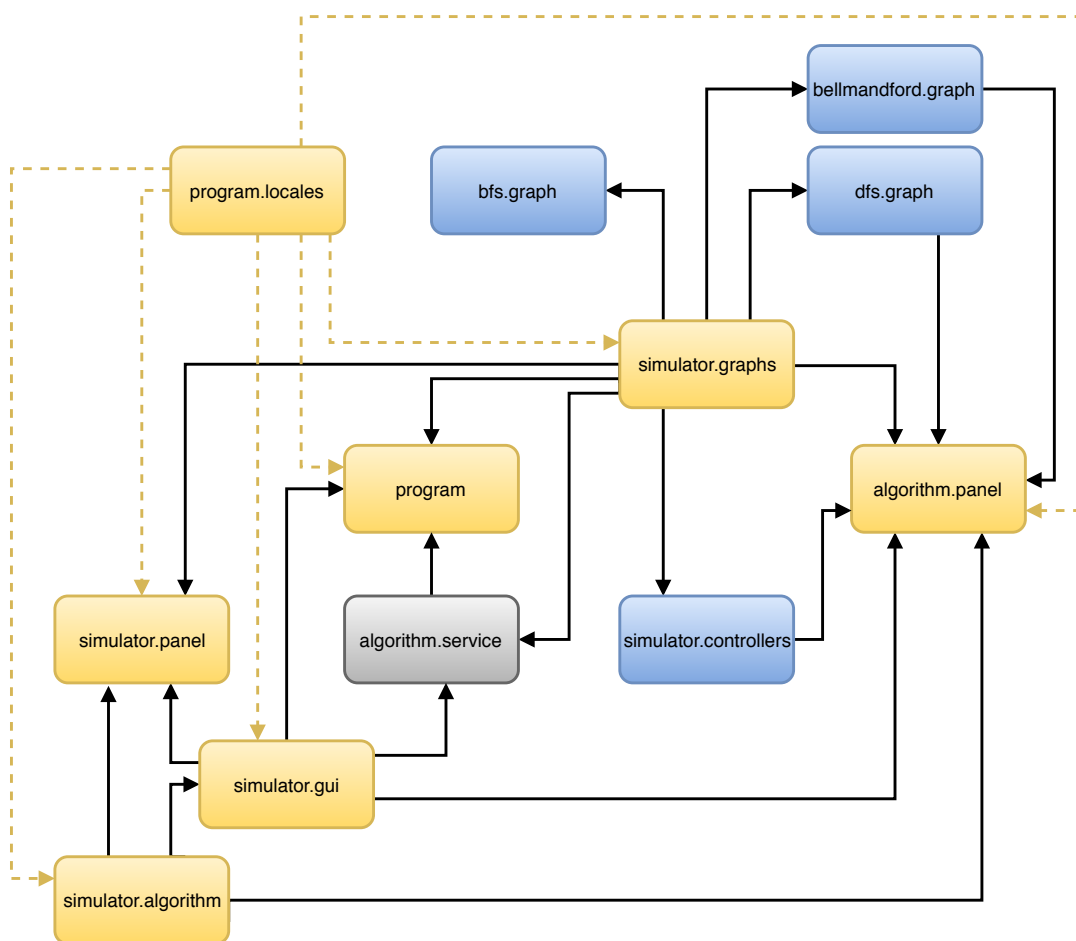 bellmandford.graph
program.locales
bfs.graph
dfs.graph
simulator.graphs
program
algorithm.panel
simulator.panel
algorithm.service
simulator.controllers
simulator.gui
simulator.algorithm